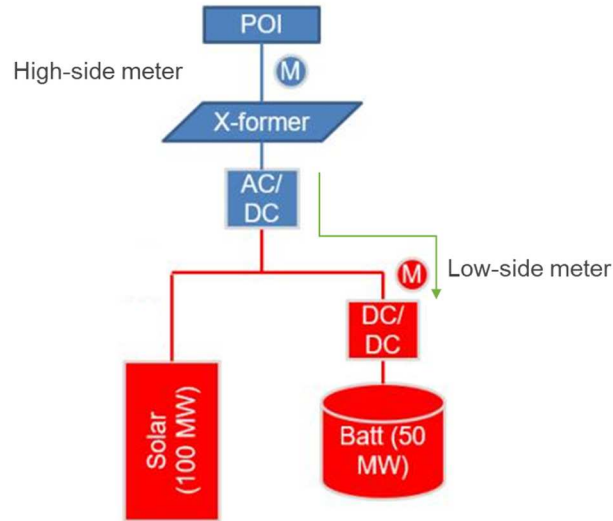 POI
High-side meter
M
X-former
AC/
DC
Low-side meter
M
DC/
DC
Solar
(100 MW)
Batt (50
MW)